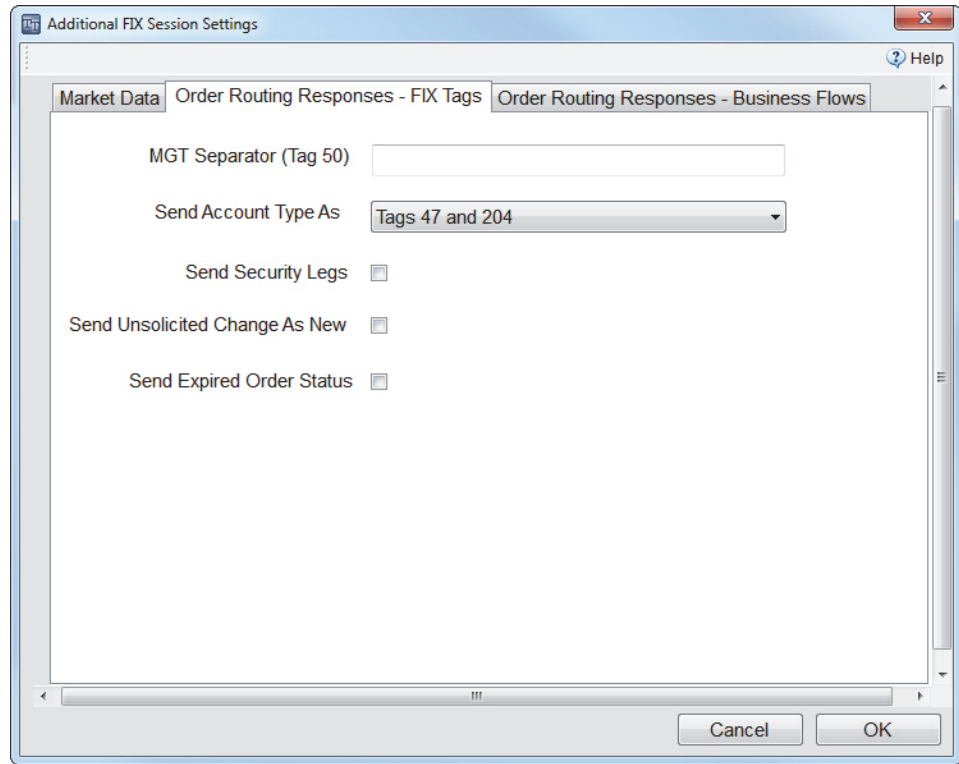 Additional FIX Session Settings
Help
Market Data
Order Routing Responses - FIX Tags
Order Routing Responses - Business Flows
MGT Separator (Tag 50)
Send Account Type As
Tags 47 and 204
Send Security Legs
Send Unsolicited Change As New
Send Expired Order Status
Cancel
OK